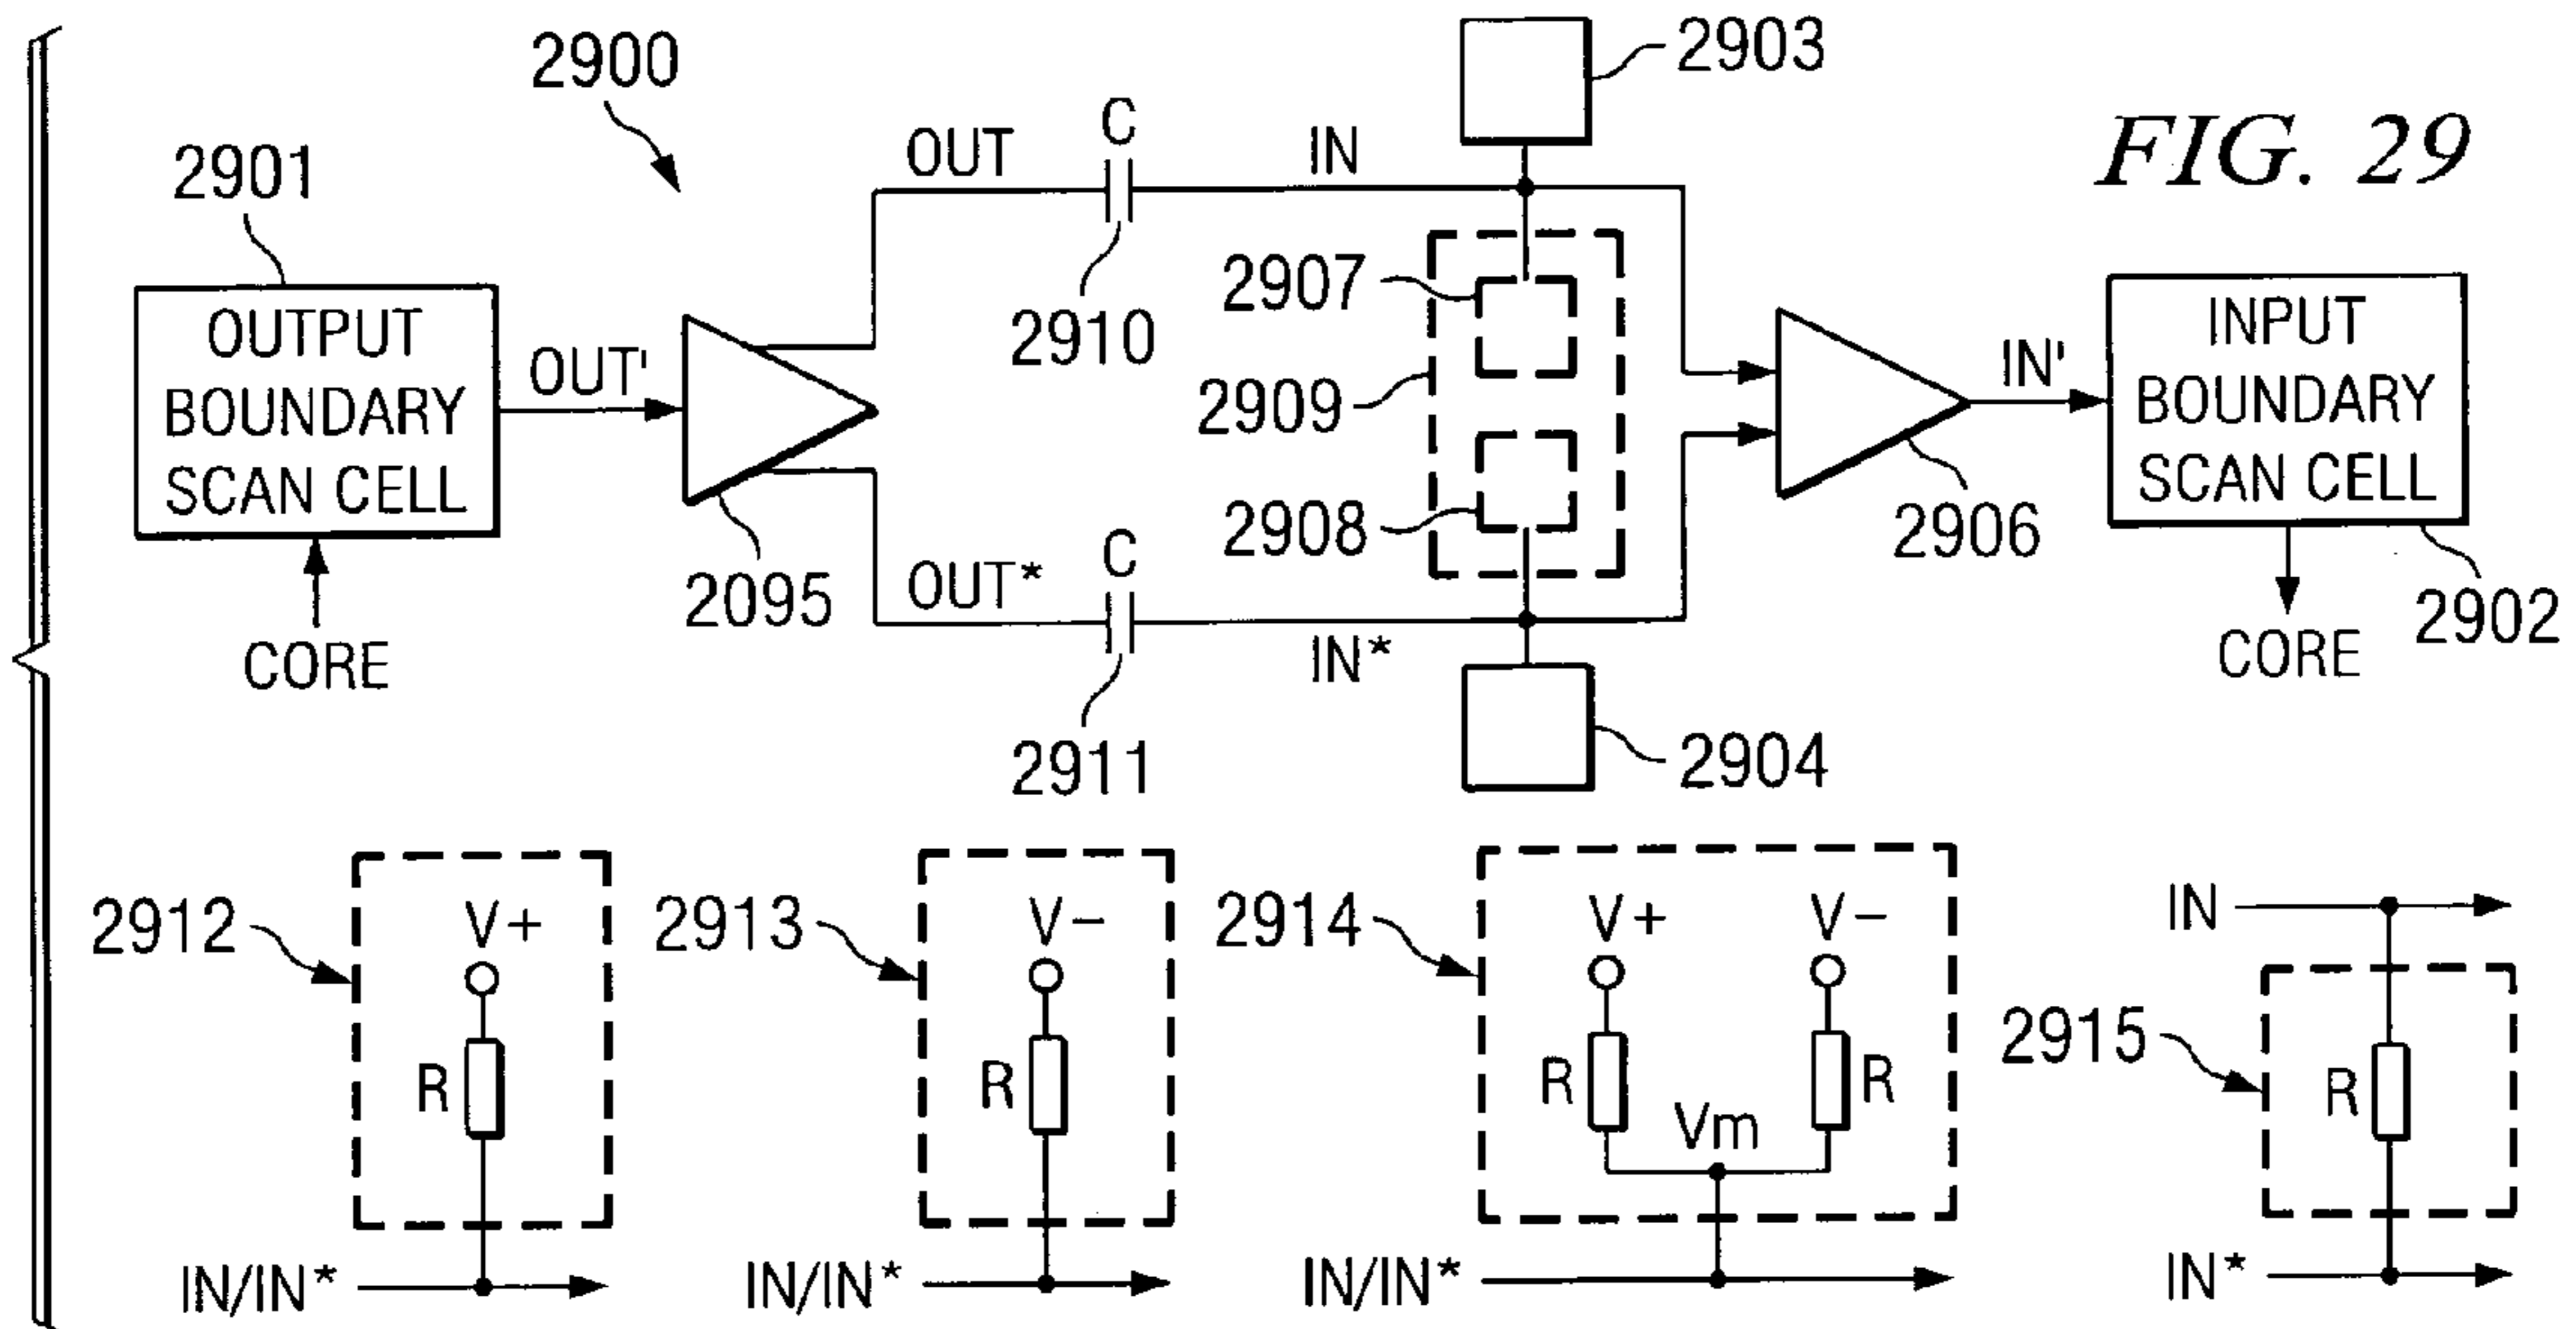 FIG. 29
2900
2901
OUTPUT
BOUNDARY
SCAN CELL
CORE
OUT'
2095
OUT
C
2910
IN
2903
2907
2909
2908
OUT*
C
2911
IN*
2904
2906
IN'
INPUT
BOUNDARY
SCAN CELL
2902
CORE
2912
V+
R
IN/IN*
2913
V-
R
IN/IN*
2914
V+
V-
R
R
Vm
IN/IN*
IN
2915
R
IN*